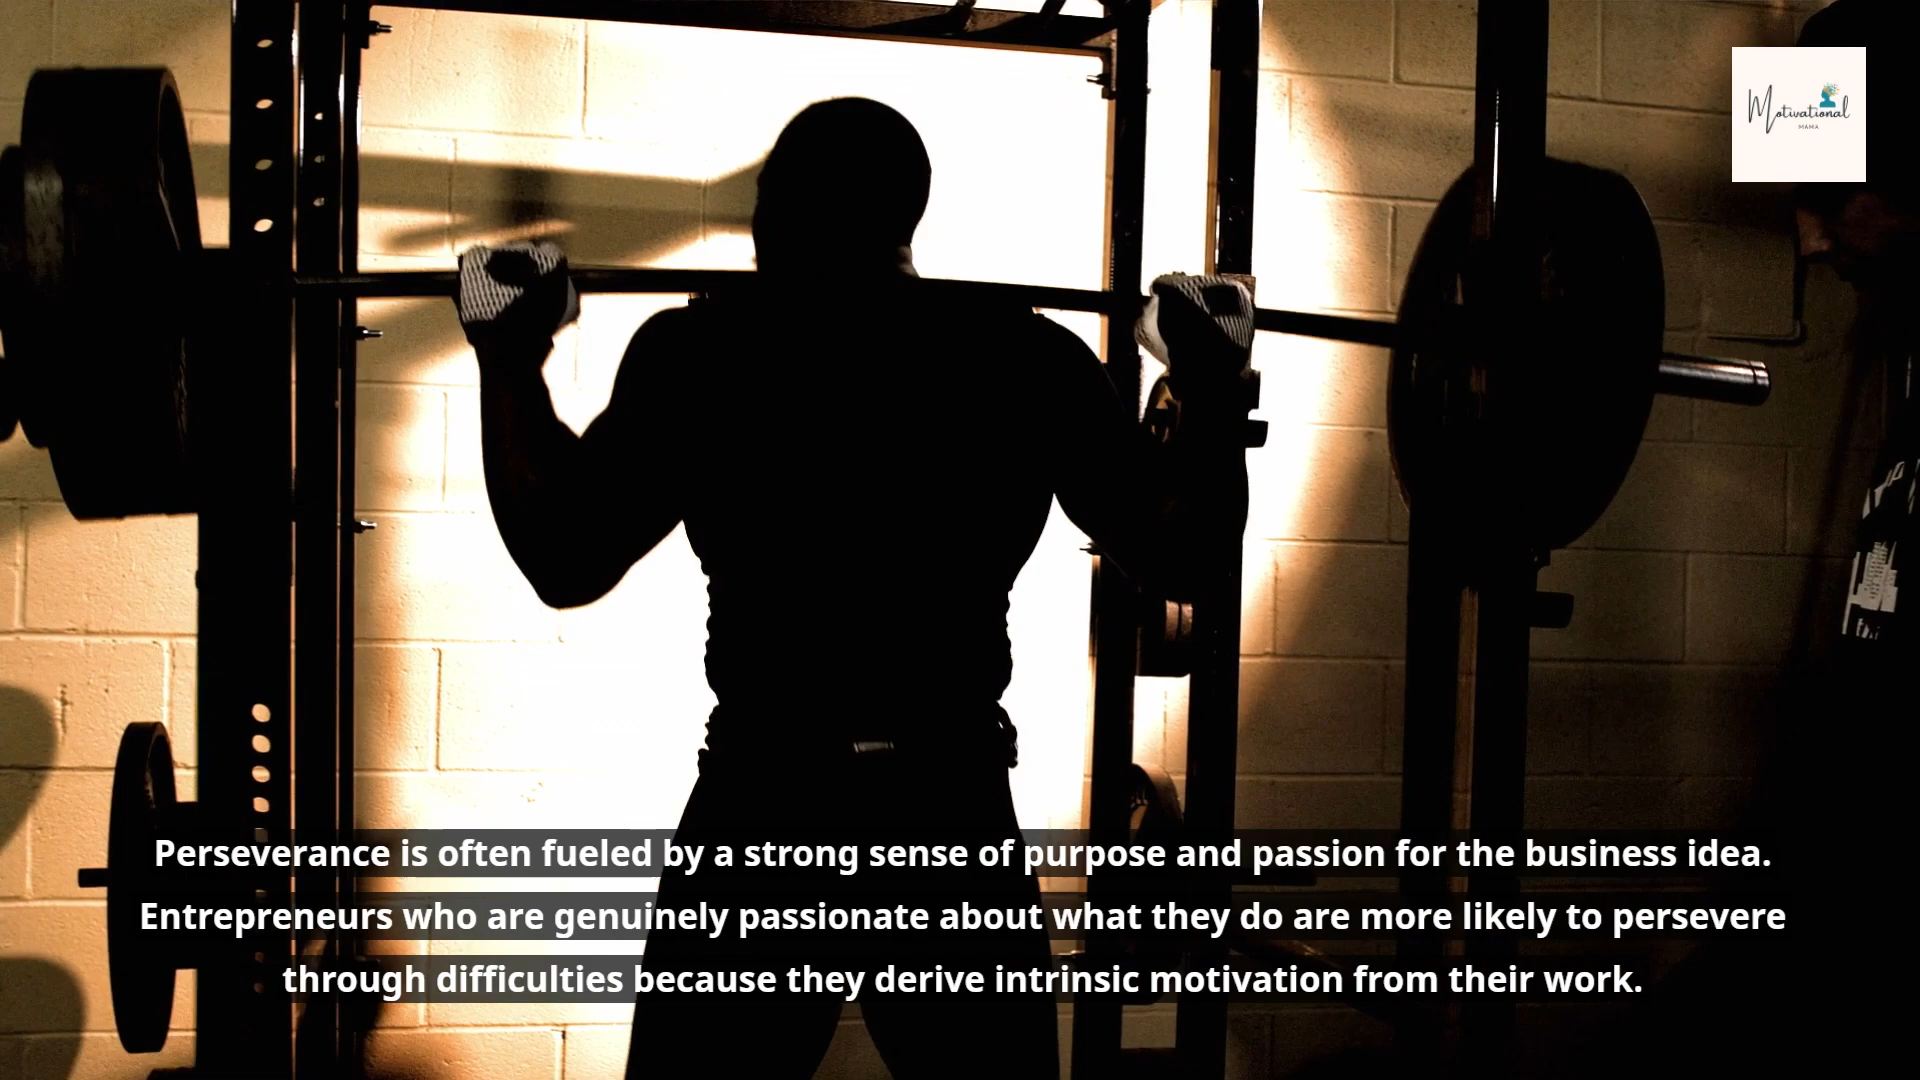 Motivational
MAMA
Perseverance is often fueled by a strong sense of purpose and passion for the business idea.
Entrepreneurs who are genuinely passionate about what they do are more likely to persevere
through difficulties because they derive intrinsic motivation from their work.